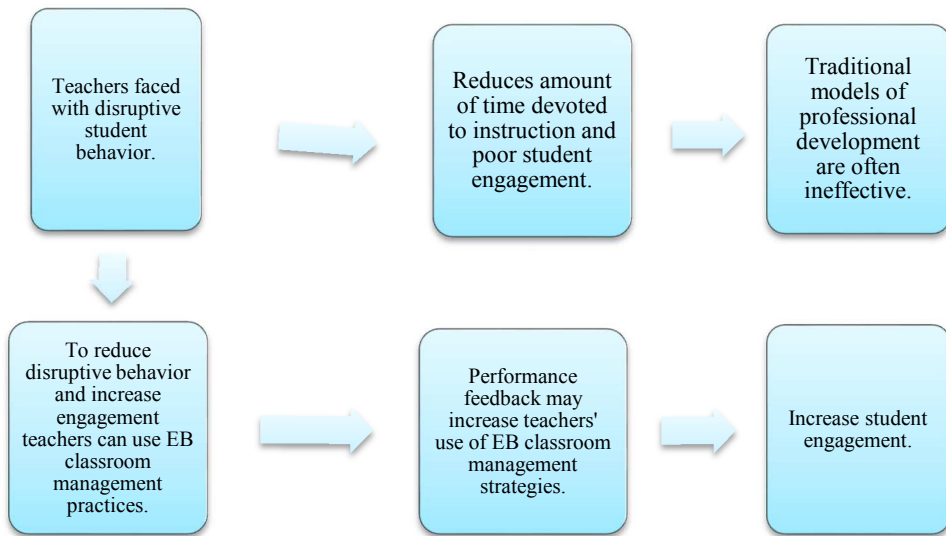 Teachers faced
with disruptive
student
behavior.
Reduces amount
of time devoted
to instruction and
poor student
engagement.
Traditional
models of
professional
development
are often
ineffective.
To reduce
disruptive behavior
and increase
engagement
teachers can use EB
classroom
management
practices.
Performance
feedback may
increase teachers'
use of EB classroom
management
strategies.
Increase student
engagement.